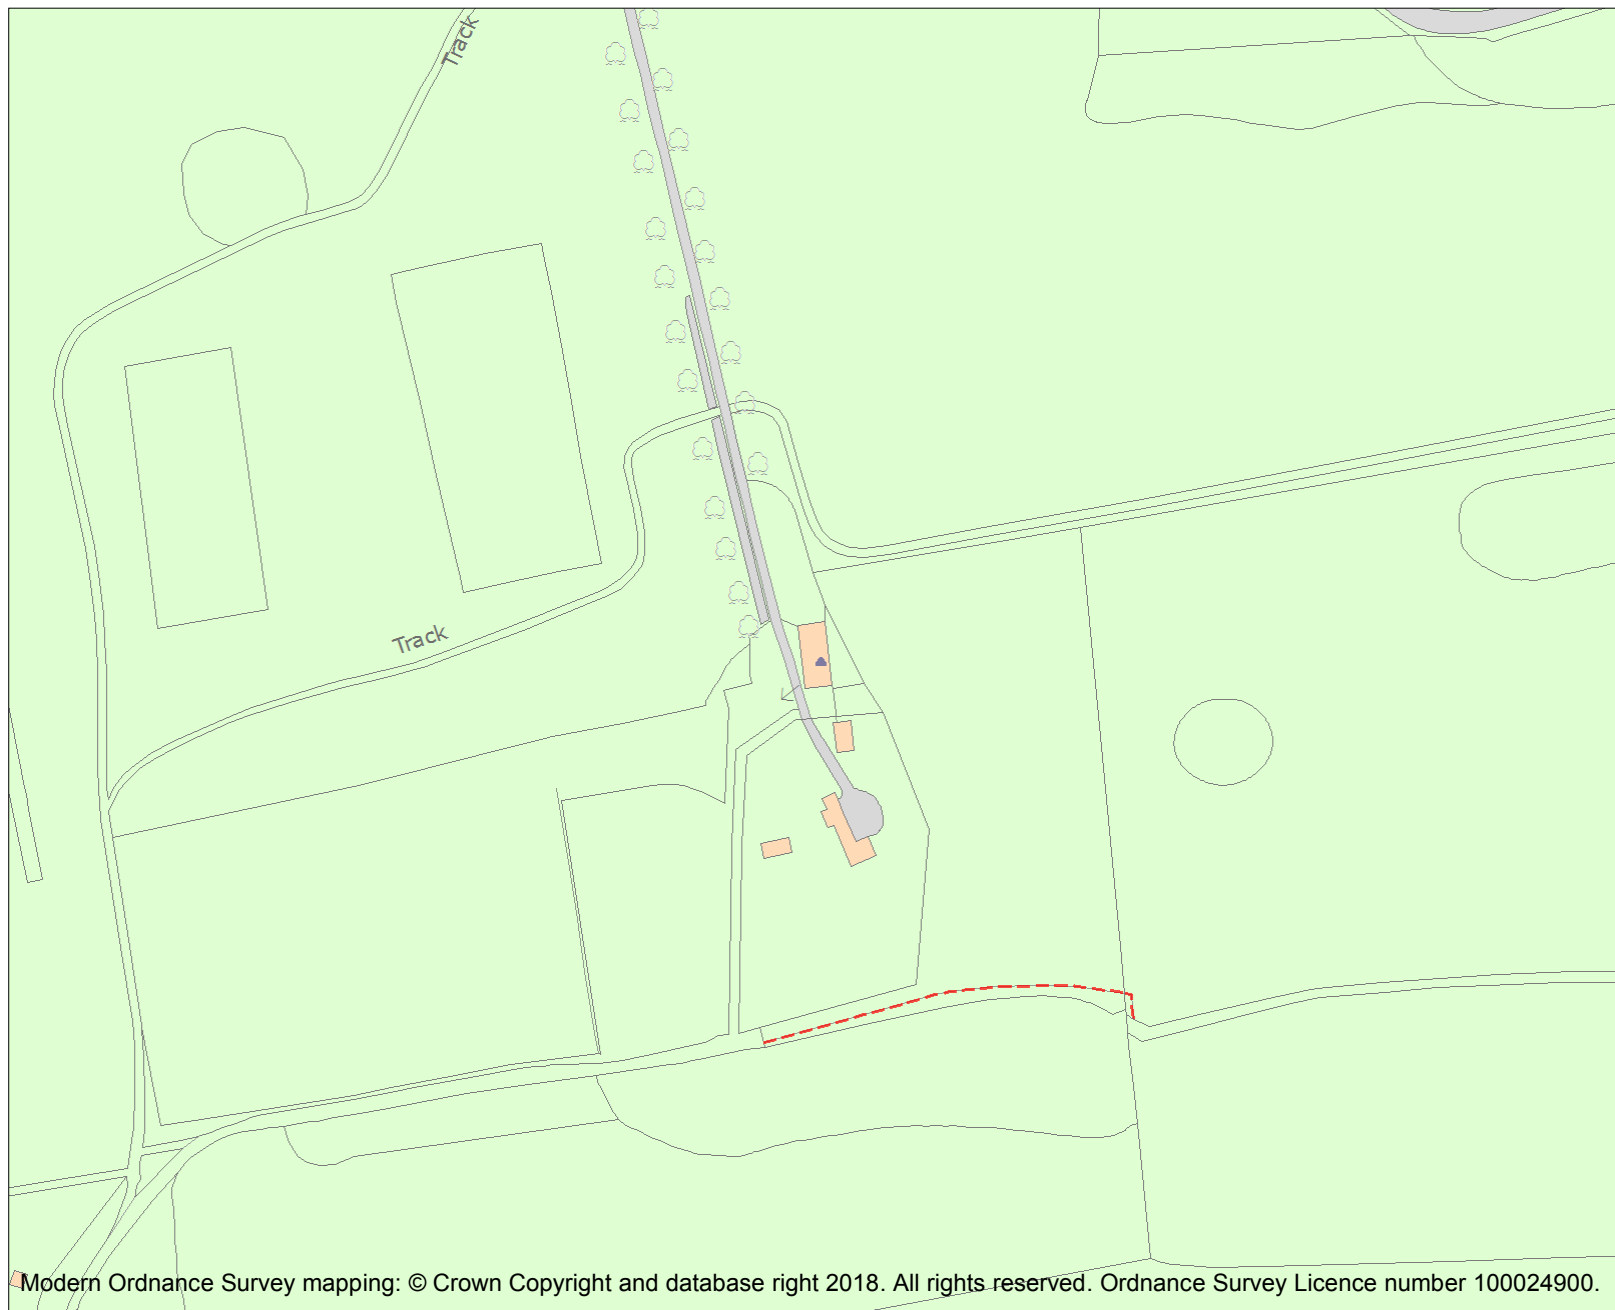 Track
Track
Modern Ordnance Survey mapping: © Crown Copyright and database right 2018. All rights reserved. Ordnance Survey Licence number 100024900.